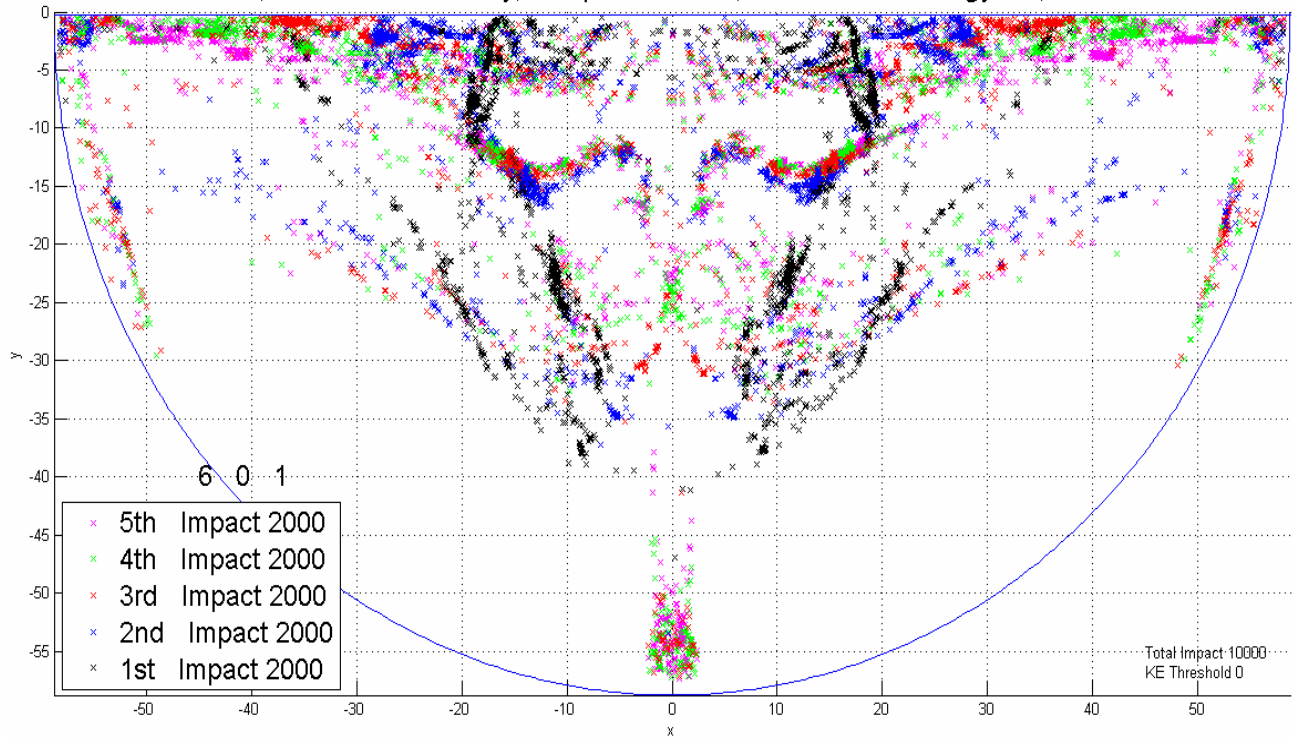 0
-5
-10
-15
-20
-25
-30
-35
-40
-45
-50
-55
y
6 0 1
5th Impact 2000
4th Impact 2000
3rd Impact 2000
2nd Impact 2000
1st Impact 2000
Total Impact 10000
KE Threshold 0
-50 -40 -30 -20 -10 0 10 20 30 40 50
x